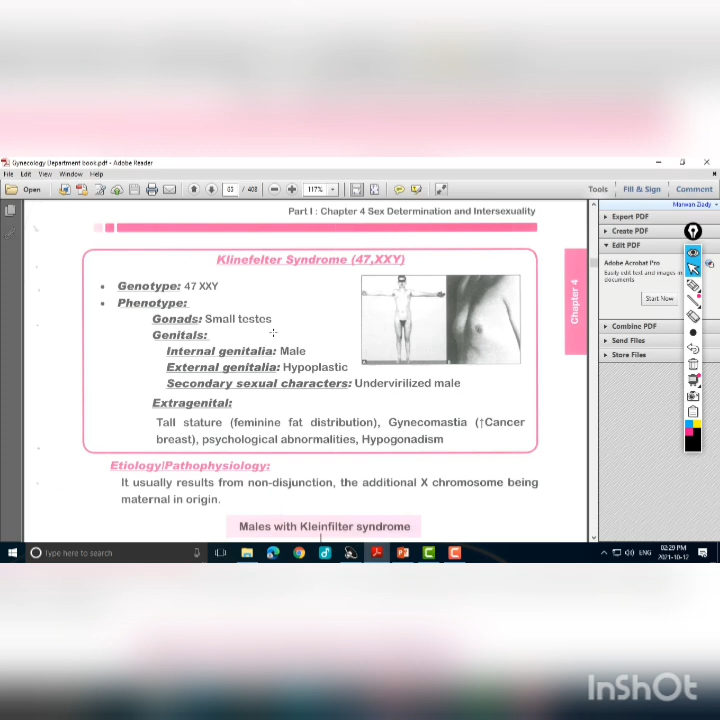 Gynecology Department book.pdf - Adobe Reader
File Edit View Window Help
Open 65 / 408 117% Tools Fill & Sign Comment
Marwan Ziady
Part I : Chapter 4 Sex Determination and Intersexuality
Klinefelter Syndrome (47,XXY)
• Genotype: 47 XXY
• Phenotype:
Gonads: Small testes
Genitals:
Internal genitalia: Male
External genitalia: Hypoplastic
Secondary sexual characters: Undervirilized male
Extragenital:
Tall stature (feminine fat distribution), Gynecomastia (↑Cancer
breast), psychological abnormalities, Hypogonadism
Etiology/Pathophysiology:
It usually results from non-disjunction, the additional X chromosome being
maternal in origin.
Males with Kleinfilter syndrome
Chapter 4
Export PDF
Create PDF
Edit PDF
Adobe Acrobat Pro
Easily edit text and images in
documents
Start Now
Combine PDF
Send Files
Store Files
Type here to search
ENG
02:29 PM
2021-10-12
InShOt